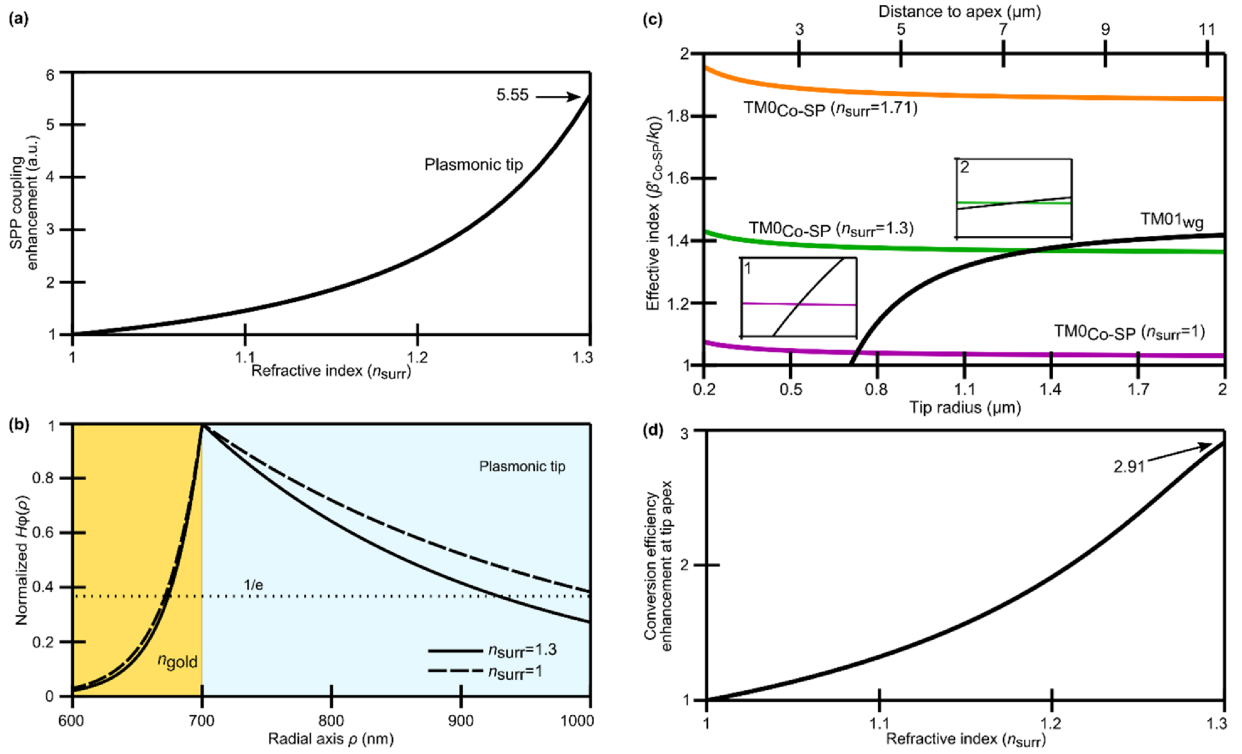 (a)
6
5
4
3
2
1
5.55
Plasmonic tip
SPP coupling
enhancement (a.u.)
1
1.1
1.2
1.3
Refractive index (nsurr)
(b)
1
0.8
0.6
0.4
0.2
0
Plasmonic tip
1/e
ngold
nsurr=1.3
nsurr=1
Normalized Hφ(ρ)
600
700
800
900
1000
Radial axis ρ (nm)
(c)
Distance to apex (μm)
3
5
7
9
11
2
1.8
1.6
1.4
1.2
1
TM0Co-SP (nsurr=1.71)
2
TM01wg
TM0Co-SP (nsurr=1.3)
1
TM0Co-SP (nsurr=1)
Effective index (β'Co-SP/k0)
0.2
0.5
0.8
1.1
1.4
1.7
2
Tip radius (μm)
(d)
3
2
1
2.91
Conversion efficiency
enhancement at tip apex
1
1.1
1.2
1.3
Refractive index (nsurr)